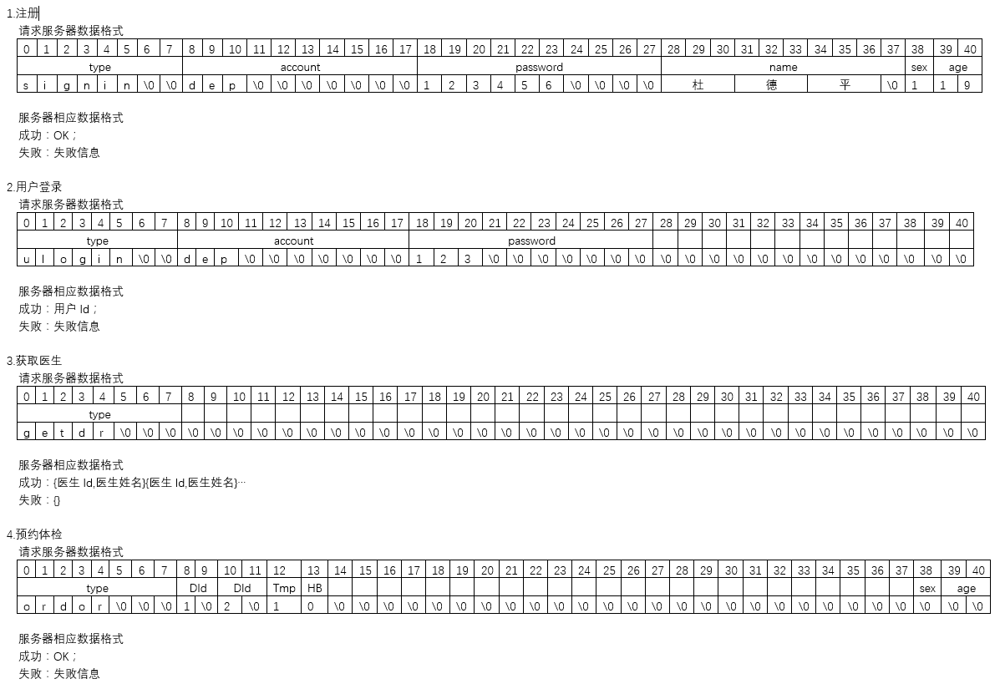 1.注册
请求服务器数据格式
0 1 2 3 4 5 6 7 8 9 10 11 12 13 14 15 16 17 18 19 20 21 22 23 24 25 26 27 28 29 30 31 32 33 34 35 36 37 38 39 40
type account password name sex age
s i g n i n \0 \0 d e p \0 \0 \0 \0 \0 \0 \0 1 2 3 4 5 6 \0 \0 \0 \0 杜 德 平 \0 1 1 9
服务器相应数据格式
成功：OK；
失败：失败信息
2.用户登录
请求服务器数据格式
0 1 2 3 4 5 6 7 8 9 10 11 12 13 14 15 16 17 18 19 20 21 22 23 24 25 26 27 28 29 30 31 32 33 34 35 36 37 38 39 40
type account password
u l o g i n \0 \0 d e p \0 \0 \0 \0 \0 \0 \0 1 2 3 \0 \0 \0 \0 \0 \0 \0 \0 \0 \0 \0 \0 \0 \0 \0 \0 \0 \0 \0 \0
服务器相应数据格式
成功：用户 Id；
失败：失败信息
3.获取医生
请求服务器数据格式
0 1 2 3 4 5 6 7 8 9 10 11 12 13 14 15 16 17 18 19 20 21 22 23 24 25 26 27 28 29 30 31 32 33 34 35 36 37 38 39 40
type
g e t d r \0 \0 \0 \0 \0 \0 \0 \0 \0 \0 \0 \0 \0 \0 \0 \0 \0 \0 \0 \0 \0 \0 \0 \0 \0 \0 \0 \0 \0 \0 \0 \0 \0 \0 \0 \0
服务器相应数据格式
成功：{医生 Id,医生姓名}{医生 Id,医生姓名}…
失败：{}
4.预约体检
请求服务器数据格式
0 1 2 3 4 5 6 7 8 9 10 11 12 13 14 15 16 17 18 19 20 21 22 23 24 25 26 27 28 29 30 31 32 33 34 35 36 37 38 39 40
type DId DId Tmp HB sex age
o r d o r \0 \0 \0 1 \0 2 \0 1 0 \0 \0 \0 \0 \0 \0 \0 \0 \0 \0 \0 \0 \0 \0 \0 \0 \0 \0 \0 \0 \0 \0 \0 \0 \0 \0 \0
服务器相应数据格式
成功：OK；
失败：失败信息